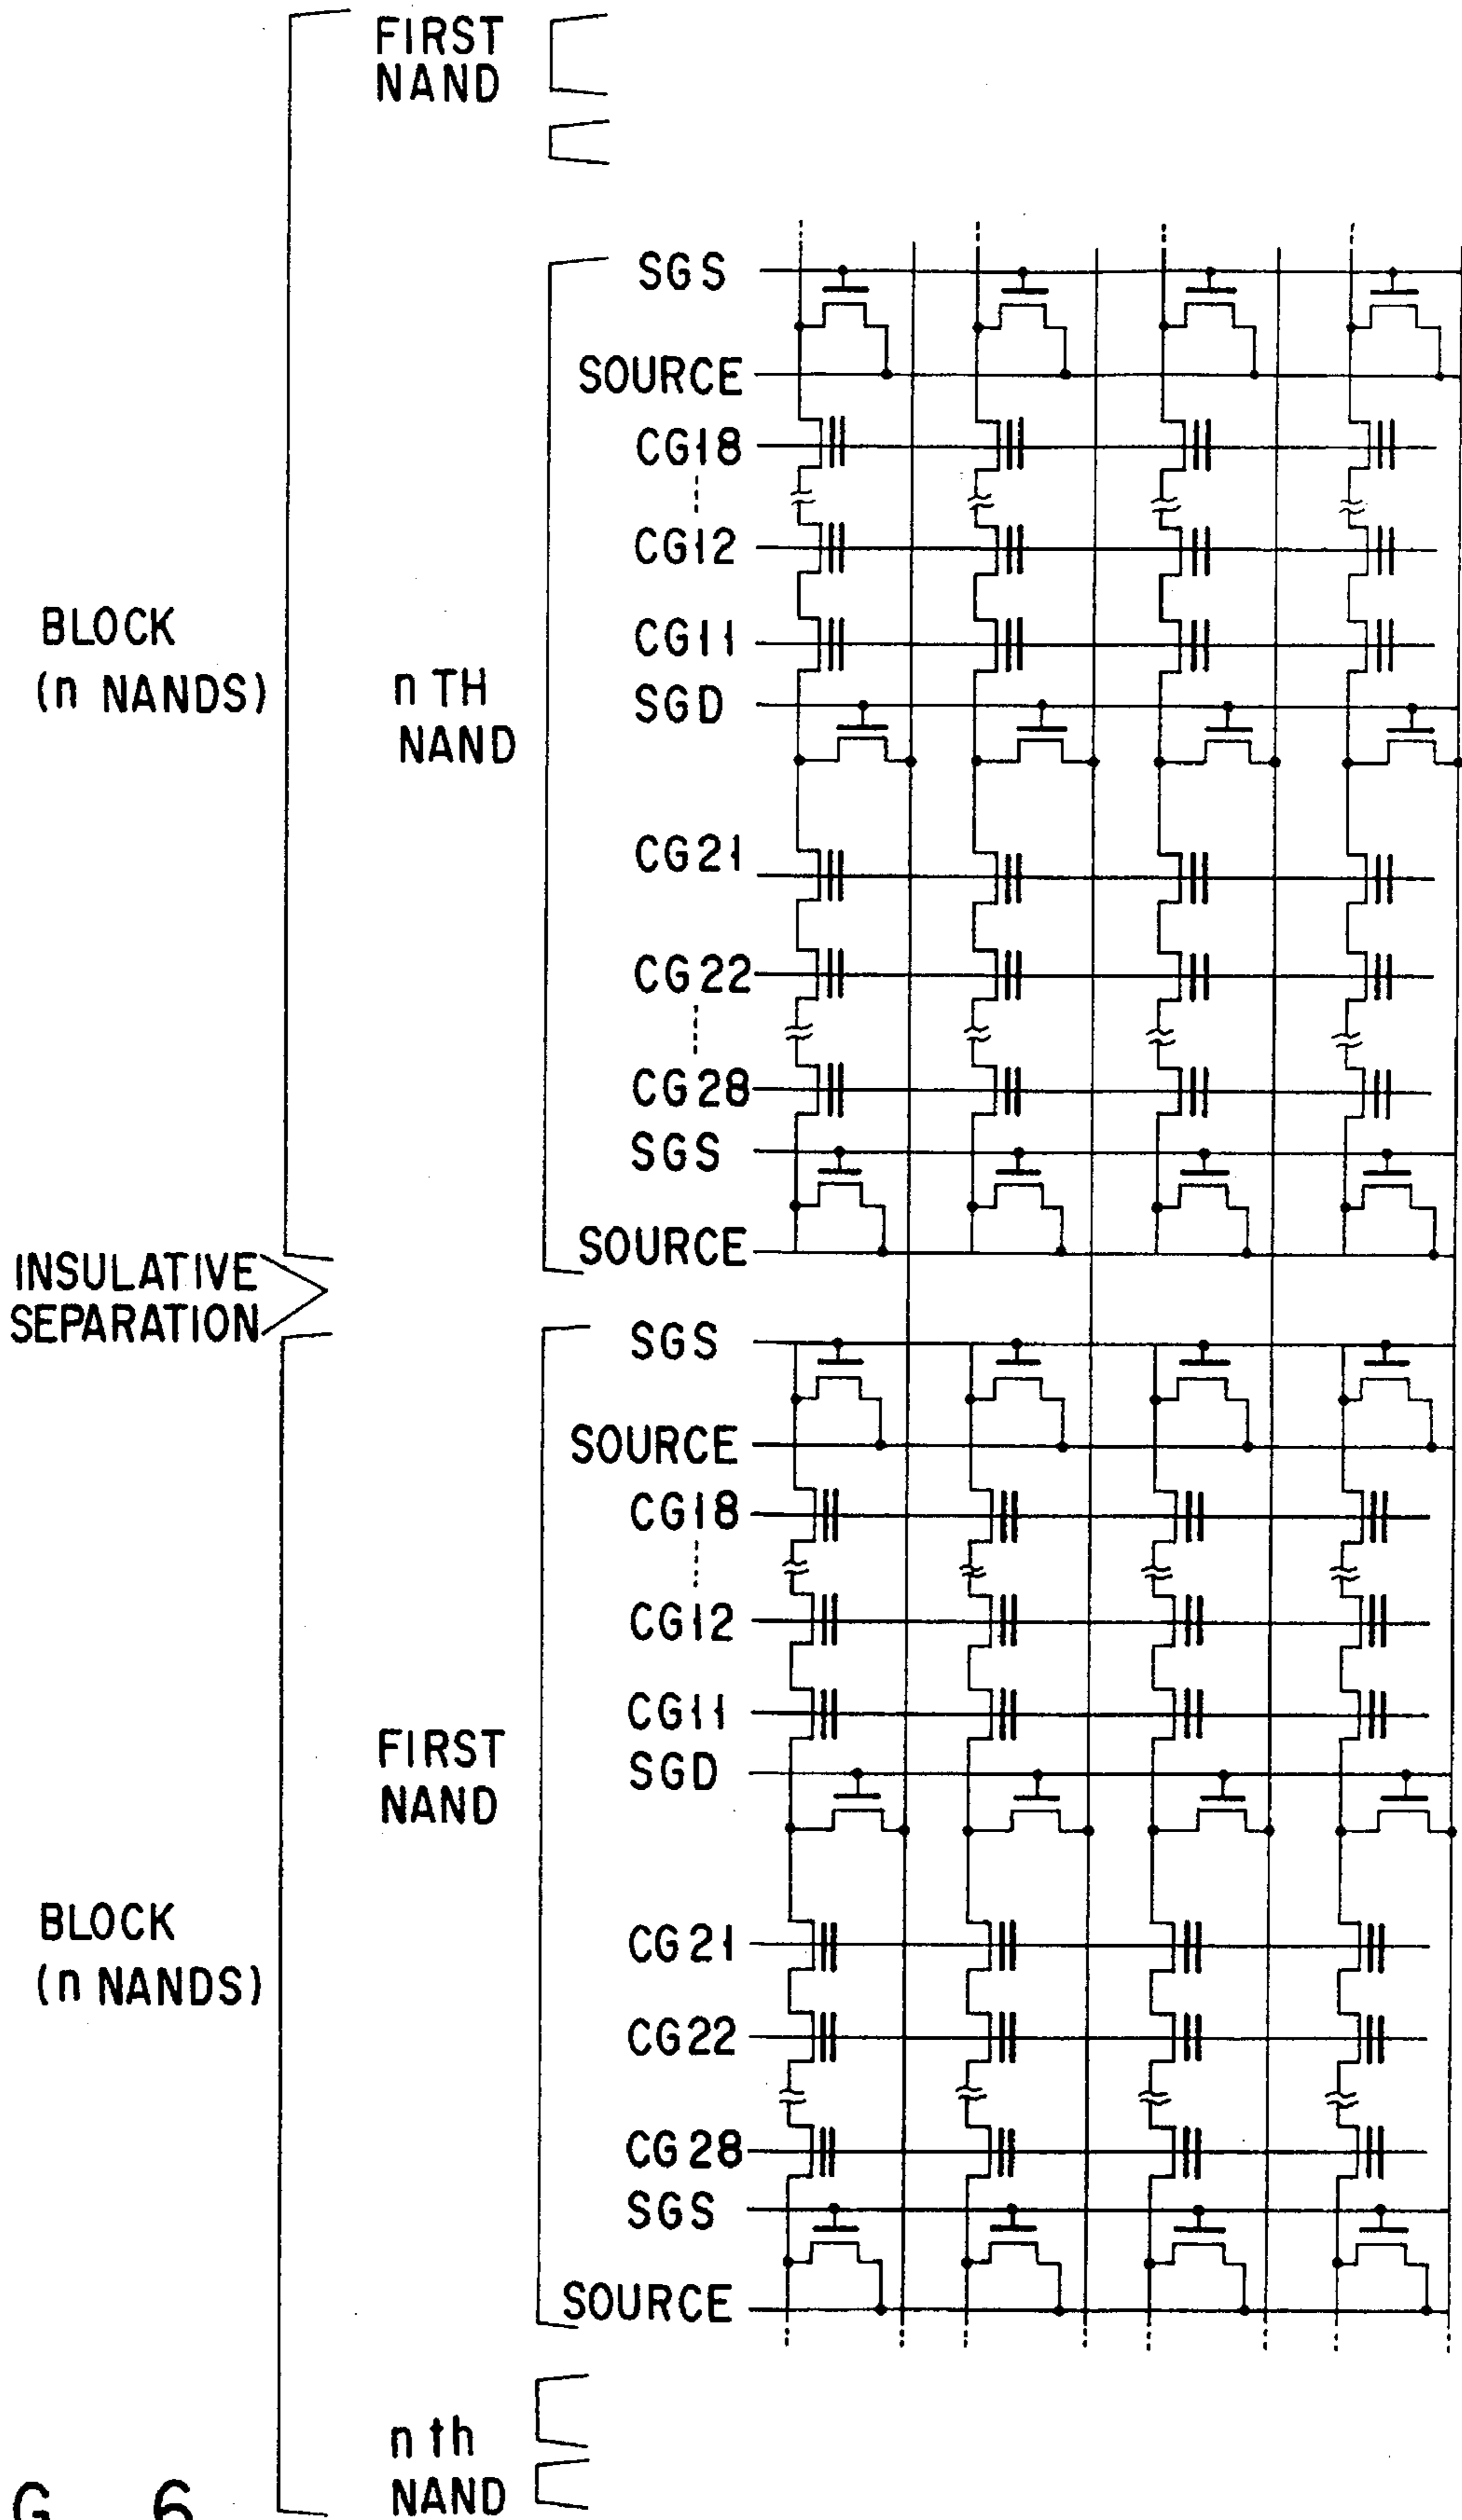 FIRST
NAND
SGS
SOURCE
CG18
CG12
BLOCK
(n NANDS)
CG11
n TH
NAND
SGD
CG21
CG22
CG28
SGS
SOURCE
INSULATIVE
SEPARATION
SGS
SOURCE
CG18
CG12
CG11
FIRST
NAND
SGD
BLOCK
(n NANDS)
CG21
CG22
CG28
SGS
SOURCE
n th
NAND
G. 6